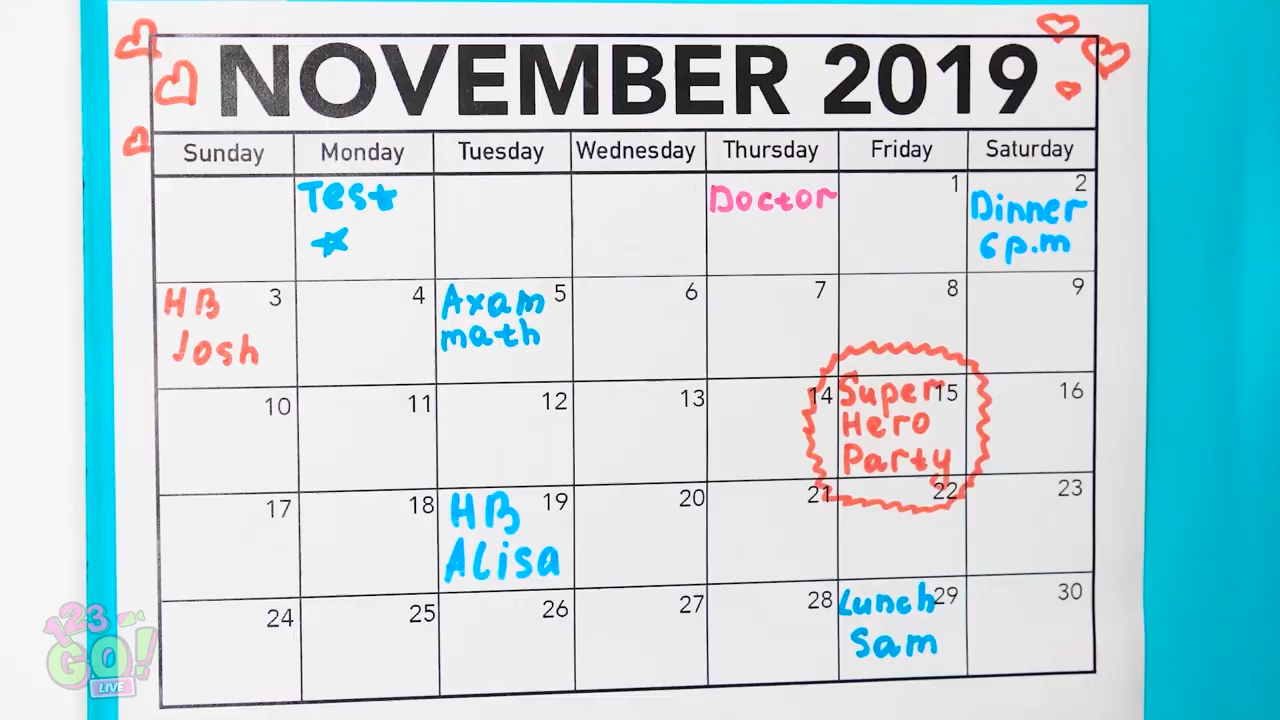 NOVEMBER 2019
Sunday Monday Tuesday Wednesday Thursday Friday Saturday
Test Doctor 1 2
Dinner
6 p.m
HB 3 4 Axam 5 6 7 8 9
Josh math
10 11 12 13 14 Super 15 16
Hero
Party
17 18 HB 19 20 21 22 23
ALisa
24 25 26 27 28 Lunch 29 30
Sam
123
GO!
LIVE